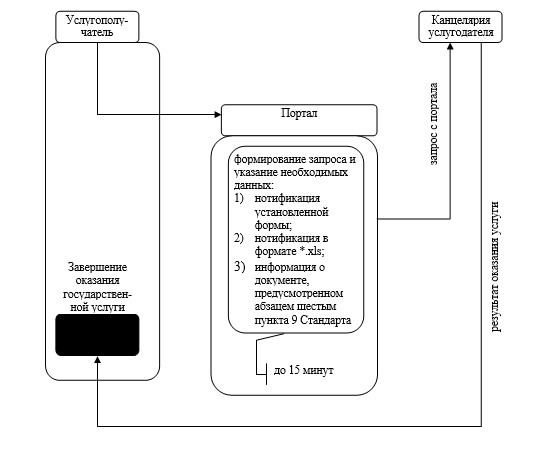 Услугополу-
чатель
Канцелярия
услугодателя
Портал
формирование запроса и
указание необходимых
данных:
1) нотификация
установленной
формы;
2) нотификация в
формате *.xls;
3) информация о
документе,
предусмотренном
абзацем шестым
пункта 9 Стандарта
до 15 минут
запрос с портала
результат оказания услуги
Завершение
оказания
государствен-
ной услуги